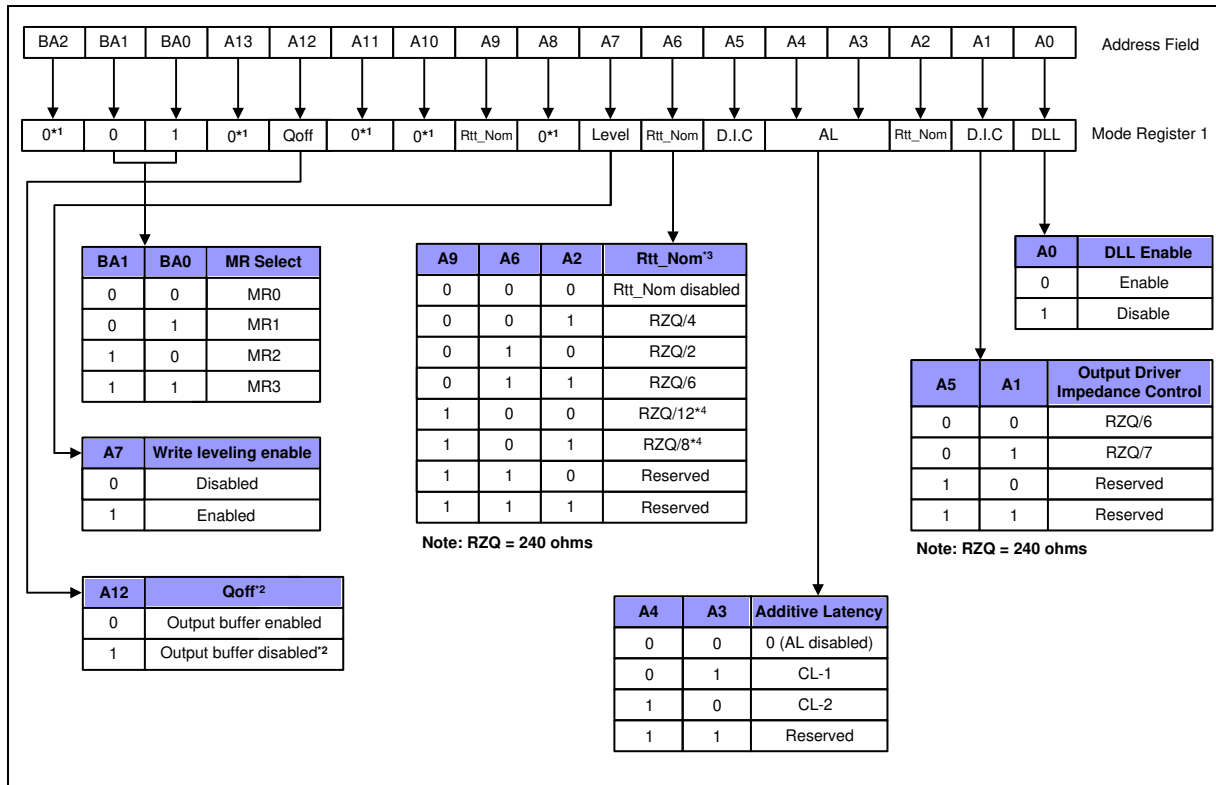 BA2 BA1 BA0 A13 A12 A11 A10 A9 A8 A7 A6 A5 A4 A3 A2 A1 A0 Address Field
0*1 0 1 0*1 Qoff 0*1 0*1 Rtt_Nom 0*1 Level Rtt_Nom D.I.C AL Rtt_Nom D.I.C DLL Mode Register 1
BA1 BA0 MR Select
0 0 MR0
0 1 MR1
1 0 MR2
1 1 MR3
A7 Write leveling enable
0 Disabled
1 Enabled
A12 Qoff*2
0 Output buffer enabled
1 Output buffer disabled*2
A9 A6 A2 Rtt_Nom*3
0 0 0 Rtt_Nom disabled
0 0 1 RZQ/4
0 1 0 RZQ/2
0 1 1 RZQ/6
1 0 0 RZQ/12*4
1 0 1 RZQ/8*4
1 1 0 Reserved
1 1 1 Reserved
Note: RZQ = 240 ohms
A4 A3 Additive Latency
0 0 0 (AL disabled)
0 1 CL-1
1 0 CL-2
1 1 Reserved
A0 DLL Enable
0 Enable
1 Disable
A5 A1 Output Driver
Impedance Control
0 0 RZQ/6
0 1 RZQ/7
1 0 Reserved
1 1 Reserved
Note: RZQ = 240 ohms